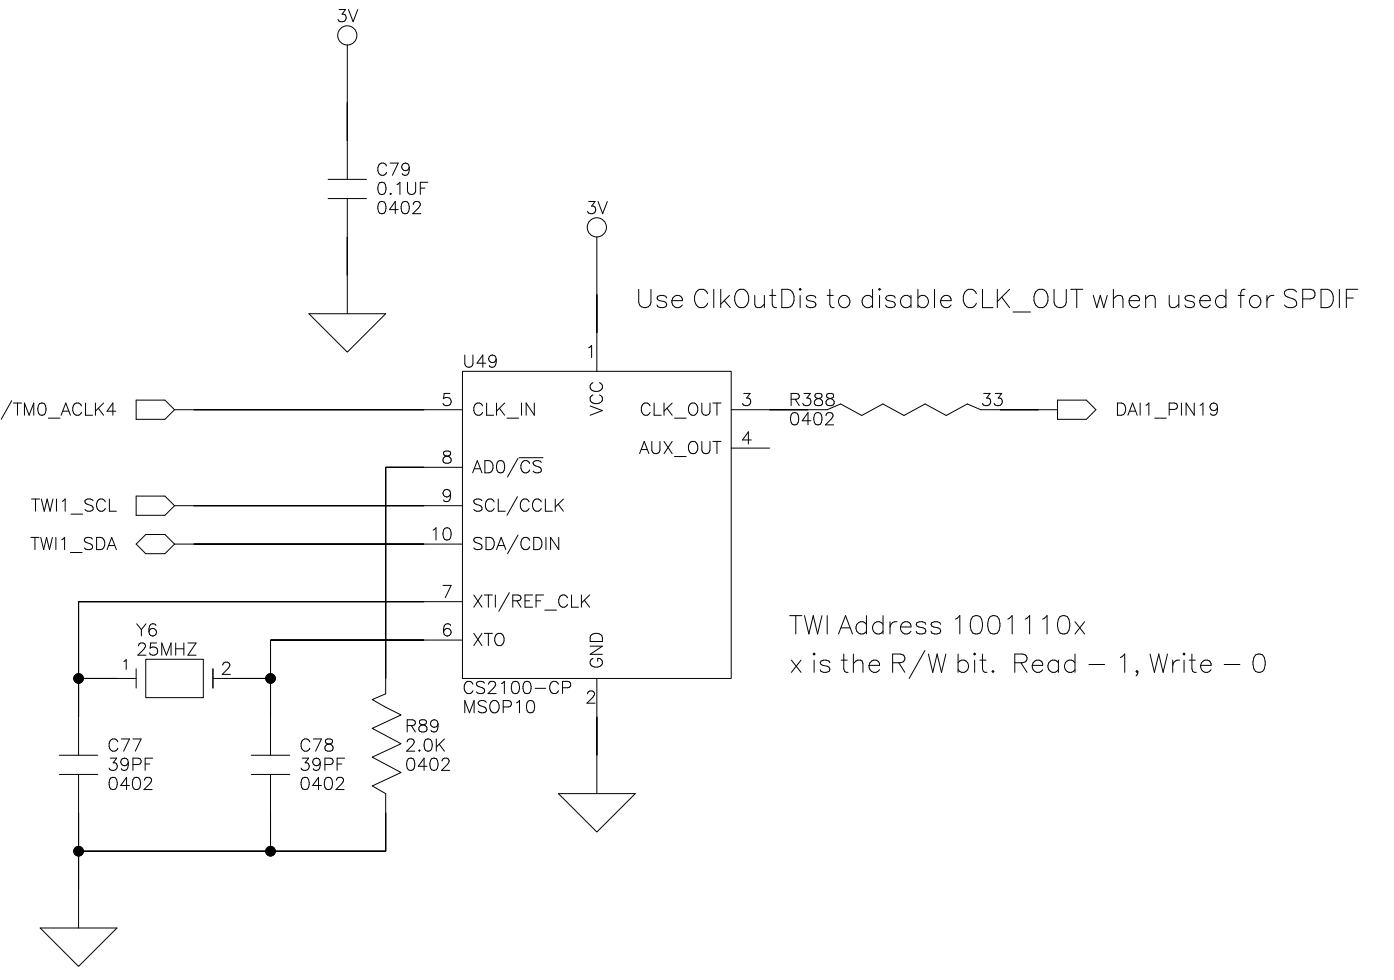 3V
C79
0.1UF
0402
3V
Use ClkOutDis to disable CLK_OUT when used for SPDIF
1
U49
VCC
/TM0_ACLK4
5
CLK_IN
CLK_OUT
3
R388
0402
33
DAI1_PIN19
AUX_OUT
4
8
AD0/CS
TWI1_SCL
9
SCL/CCLK
TWI1_SDA
10
SDA/CDIN
7
XTI/REF_CLK
6
XTO
GND
TWI Address 1001110x
x is the R/W bit. Read – 1, Write – 0
Y6
25MHZ
1
2
CS2100-CP
MSOP10
2
R89
2.0K
0402
C77
39PF
0402
C78
39PF
0402